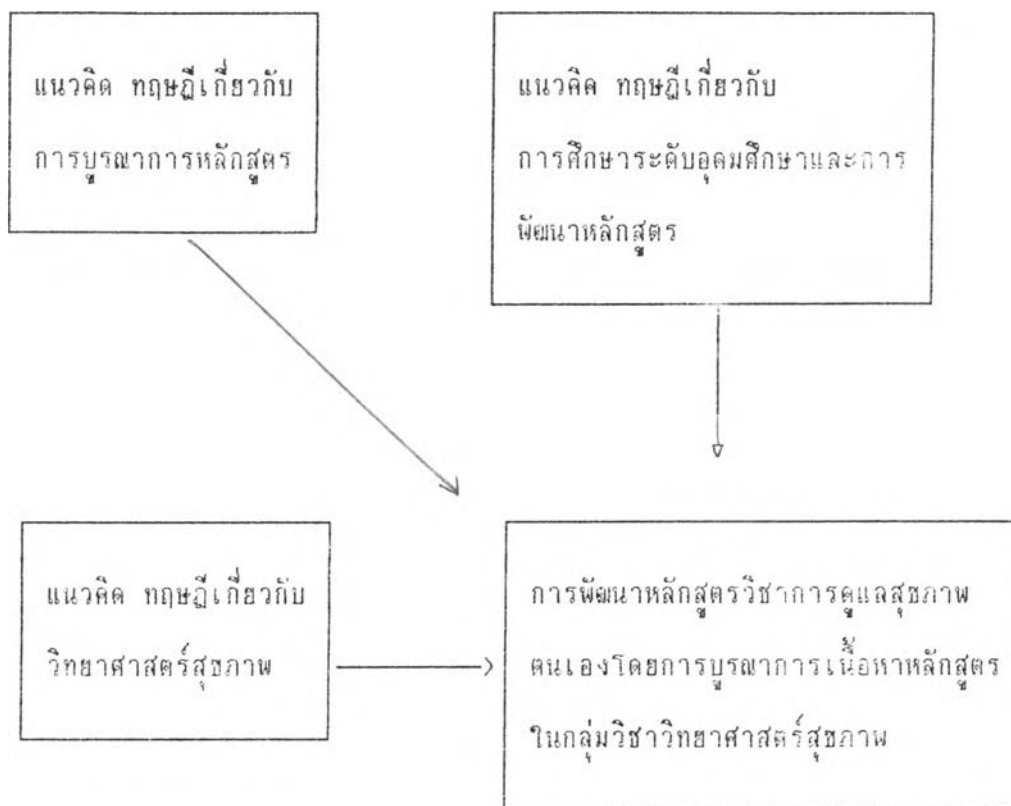 แนวคิด ทฤษฎีเกี่ยวกับ
การบูรณาการหลักสูตร
แนวคิด ทฤษฎีเกี่ยวกับ
การศึกษาระดับอุดมศึกษาและการ
พัฒนาหลักสูตร
แนวคิด ทฤษฎีเกี่ยวกับ
วิทยาศาสตร์สุขภาพ
การพัฒนาหลักสูตรวิชาการดูแลสุขภาพ
ตนเองโดยการบูรณาการเนื้อหาหลักสูตร
ในกลุ่มวิชาวิทยาศาสตร์สุขภาพ